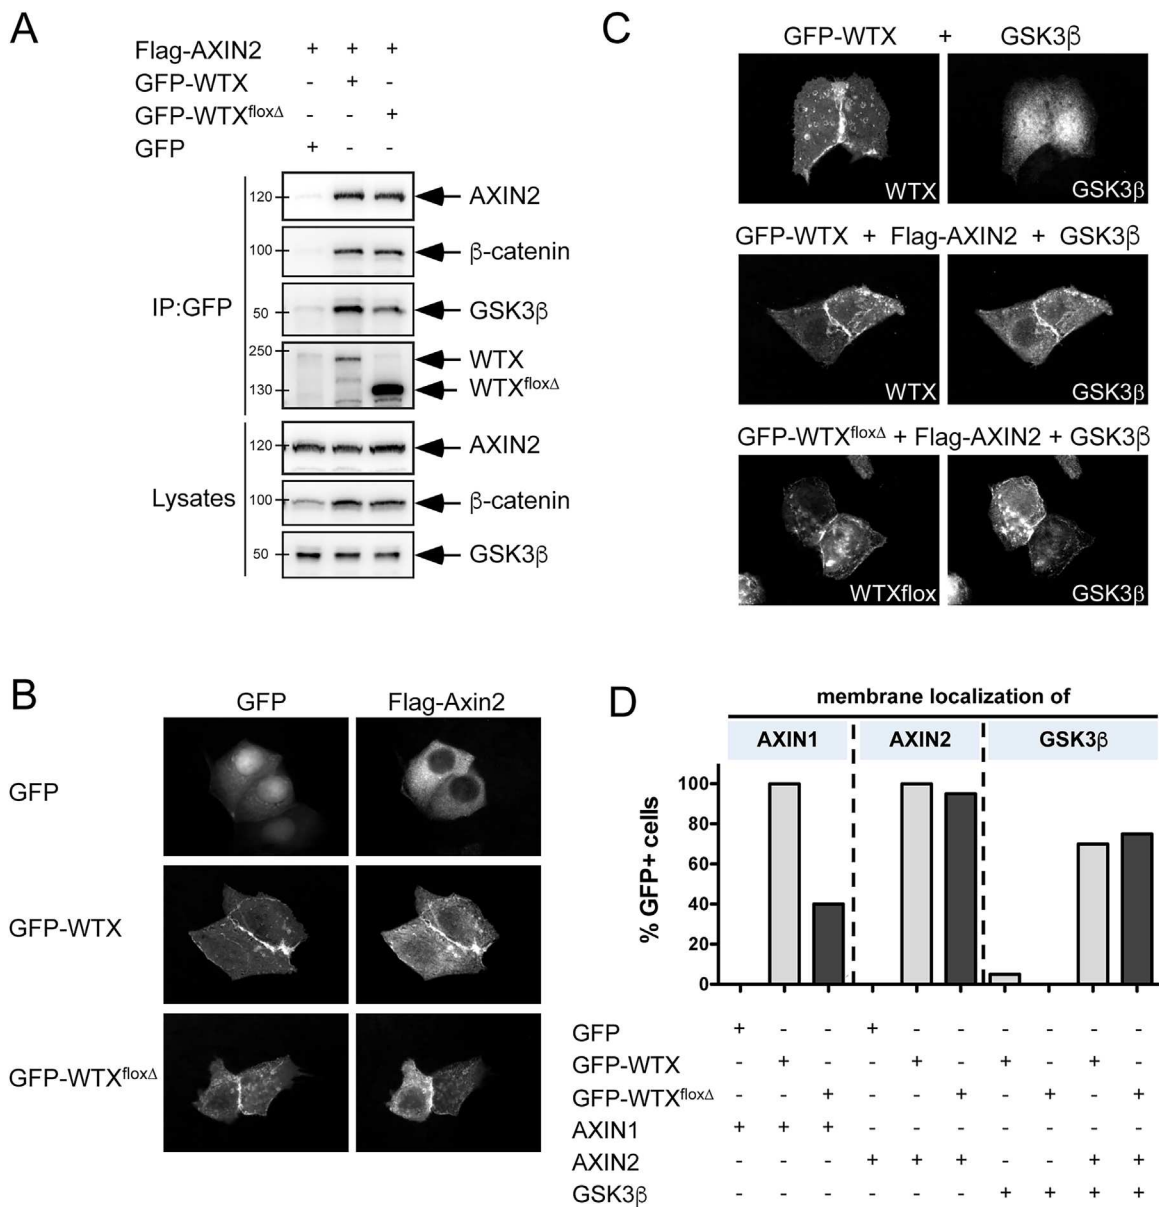 A
Flag-AXIN2 + + +
GFP-WTX - + -
GFP-WTXfloxΔ - - +
GFP + - -
IP:GFP
120 AXIN2
100 β-catenin
50 GSK3β
250 WTX
130 WTXfloxΔ
Lysates
120 AXIN2
100 β-catenin
50 GSK3β
B
GFP Flag-Axin2
GFP
GFP-WTX
GFP-WTXfloxΔ
C
GFP-WTX + GSK3β
WTX GSK3β
GFP-WTX + Flag-AXIN2 + GSK3β
WTX GSK3β
GFP-WTXfloxΔ + Flag-AXIN2 + GSK3β
WTXflox GSK3β
D
membrane localization of
AXIN1 AXIN2 GSK3β
% GFP+ cells
100
80
60
40
20
0
GFP + - - + - - - - - -
GFP-WTX - + - - + - + - + -
GFP-WTXfloxΔ - - + - - + - + - +
AXIN1 + + + - - - - - - -
AXIN2 - - - + + + - - + +
GSK3β - - - - - - + + + +